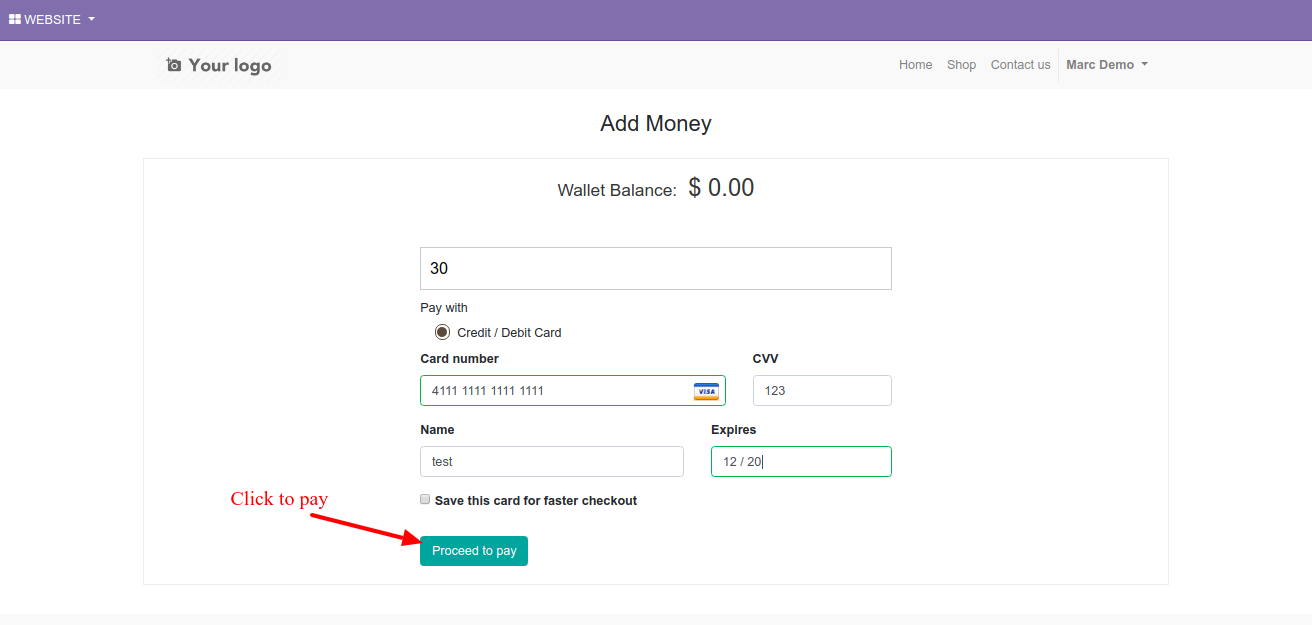 WEBSITE
Your logo
Home Shop Contact us Marc Demo
Add Money
Wallet Balance: $ 0.00
30
Pay with
Credit / Debit Card
Card number CVV
4111 1111 1111 1111 VISA 123
Name Expires
test 12 / 20
Click to pay
Save this card for faster checkout
Proceed to pay